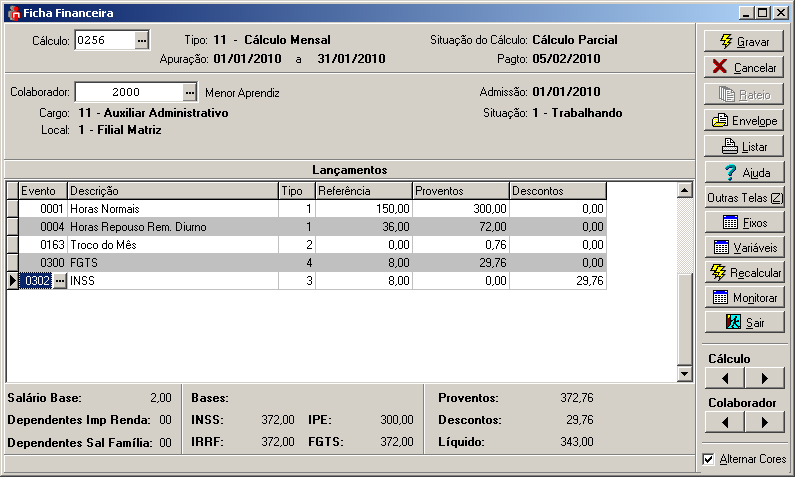 Ficha Financeira
Cálculo: 0256 ... Tipo: 11 - Cálculo Mensal Situação do Cálculo: Cálculo Parcial
Apuração: 01/01/2010 a 31/01/2010 Pagto: 05/02/2010
Colaborador: 2000 ... Menor Aprendiz Admissão: 01/01/2010
Cargo: 11 - Auxiliar Administrativo Situação: 1 - Trabalhando
Local: 1 - Filial Matriz
Lançamentos
Evento Descrição Tipo Referência Proventos Descontos
0001 Horas Normais 1 150,00 300,00 0,00
0004 Horas Repouso Rem. Diurno 1 36,00 72,00 0,00
0163 Troco do Mês 2 0,00 0,76 0,00
0300 FGTS 4 8,00 29,76 0,00
0302 ... INSS 3 8,00 0,00 29,76
Salário Base: 2,00 Bases: Proventos: 372,76
Dependentes Imp Renda: 00 INSS: 372,00 IPE: 300,00 Descontos: 29,76
Dependentes Sal Família: 00 IRRF: 372,00 FGTS: 372,00 Líquido: 343,00
Gravar
Cancelar
Rateio
Envelope
Listar
Ajuda
Outras Telas (Z)
Fixos
Variáveis
Recalcular
Monitorar
Sair
Cálculo
Colaborador
Alternar Cores